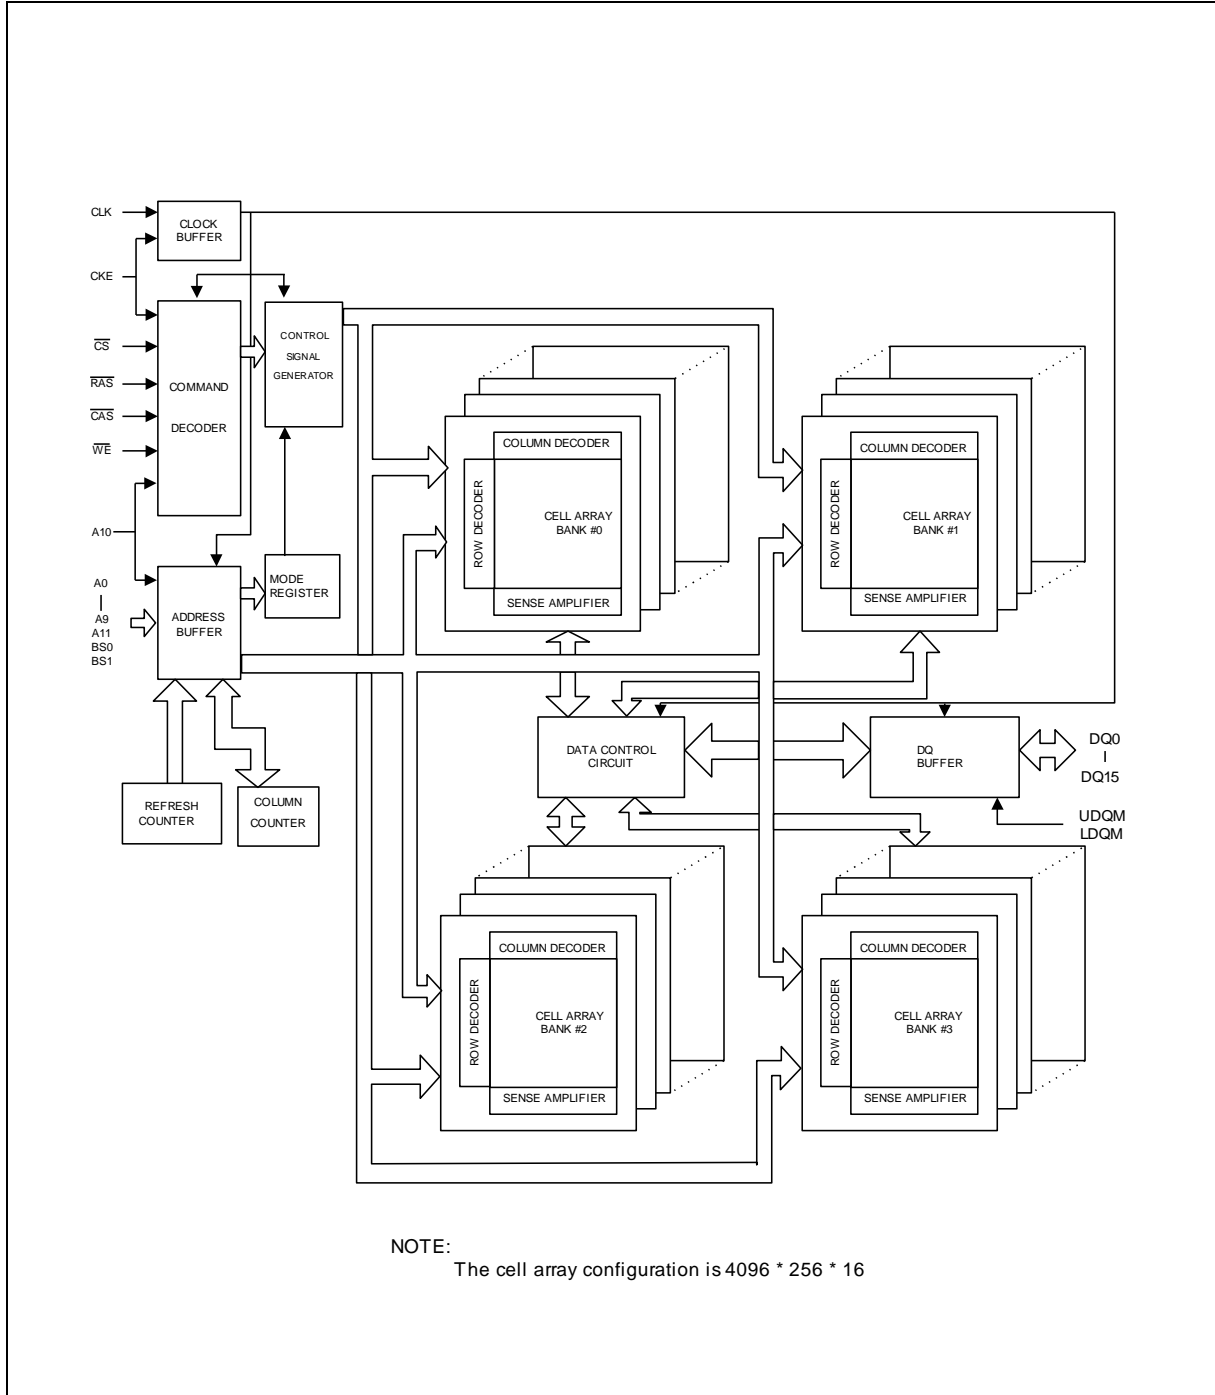 CLK
CLOCK
BUFFER
CKE
CS
RAS
CAS
WE
COMMAND
DECODER
CONTROL
SIGNAL
GENERATOR
A10
A0
A9
A11
BS0
BS1
ADDRESS
BUFFER
MODE
REGISTER
REFRESH
COUNTER
COLUMN
COUNTER
COLUMN DECODER
ROW DECODER
CELL ARRAY
BANK #0
SENSE AMPLIFIER
COLUMN DECODER
ROW DECODER
CELL ARRAY
BANK #1
SENSE AMPLIFIER
DATA CONTROL
CIRCUIT
DQ
BUFFER
DQ0
DQ15
UDQM
LDQM
COLUMN DECODER
ROW DECODER
CELL ARRAY
BANK #2
SENSE AMPLIFIER
COLUMN DECODER
ROW DECODER
CELL ARRAY
BANK #3
SENSE AMPLIFIER
NOTE:
The cell array configuration is 4096 * 256 * 16